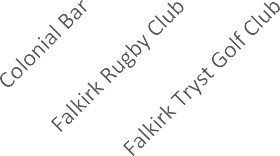 Colonial Bar
Falkirk Rugby Club
Falkirk Tryst Golf Club